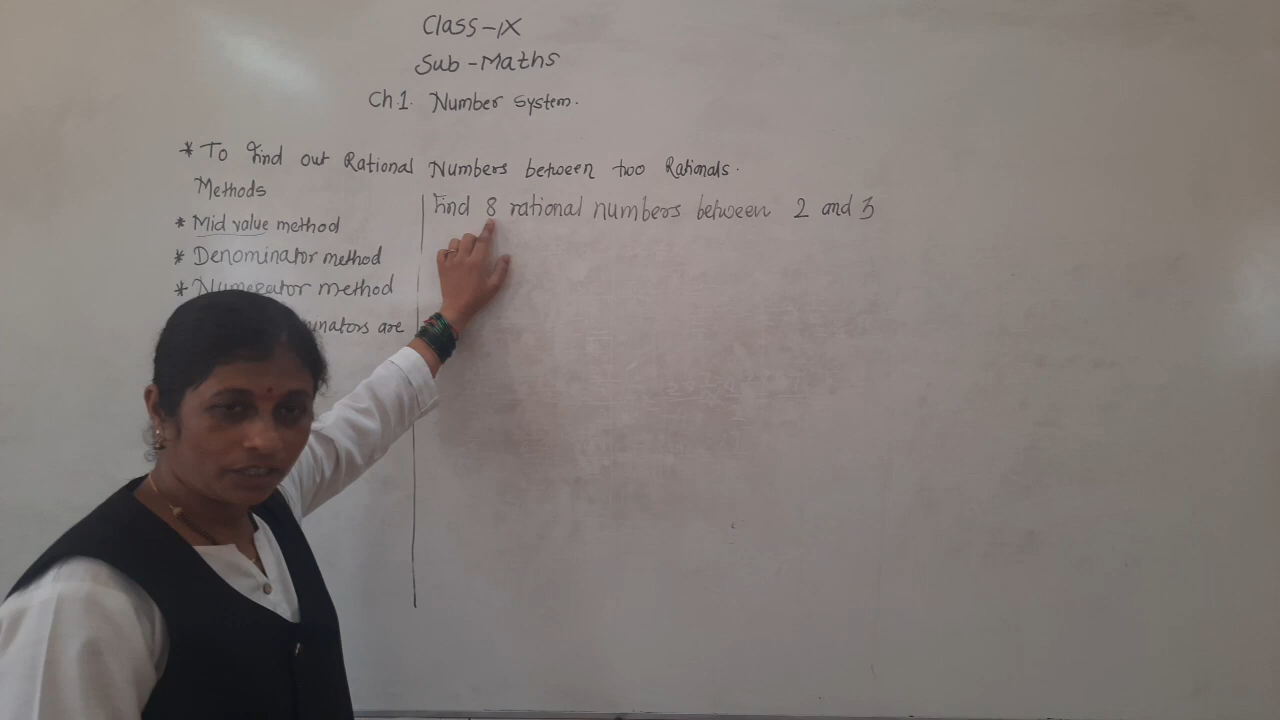 Class-IX
Sub-Maths
Ch.1. Number System.
* To find out Rational Numbers between two Rationals.
Methods
* Mid value method
* Denominator method
* Numerator method
are
Find 8 rational numbers between 2 and 3